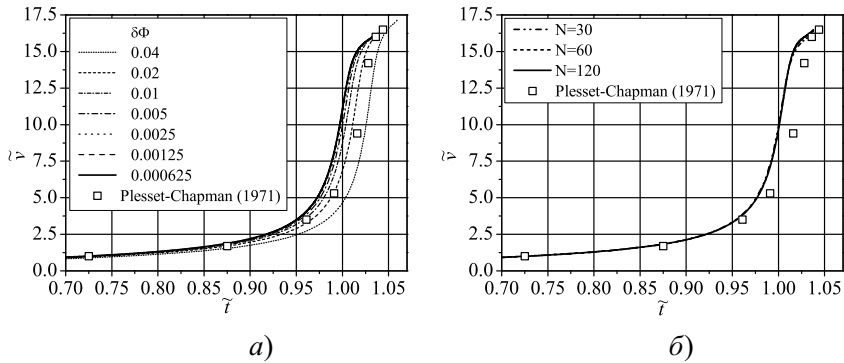 17.5
15.0
12.5
10.0
7.5
5.0
2.5
0.0
ṽ
δΦ
0.04
0.02
0.01
0.005
0.0025
0.00125
0.000625
Plesset-Chapman (1971)
0.70 0.75 0.80 0.85 0.90 0.95 1.00 1.05
t̃
а)
17.5
15.0
12.5
10.0
7.5
5.0
2.5
0.0
ṽ
N=30
N=60
N=120
Plesset-Chapman (1971)
0.70 0.75 0.80 0.85 0.90 0.95 1.00 1.05
t̃
б)